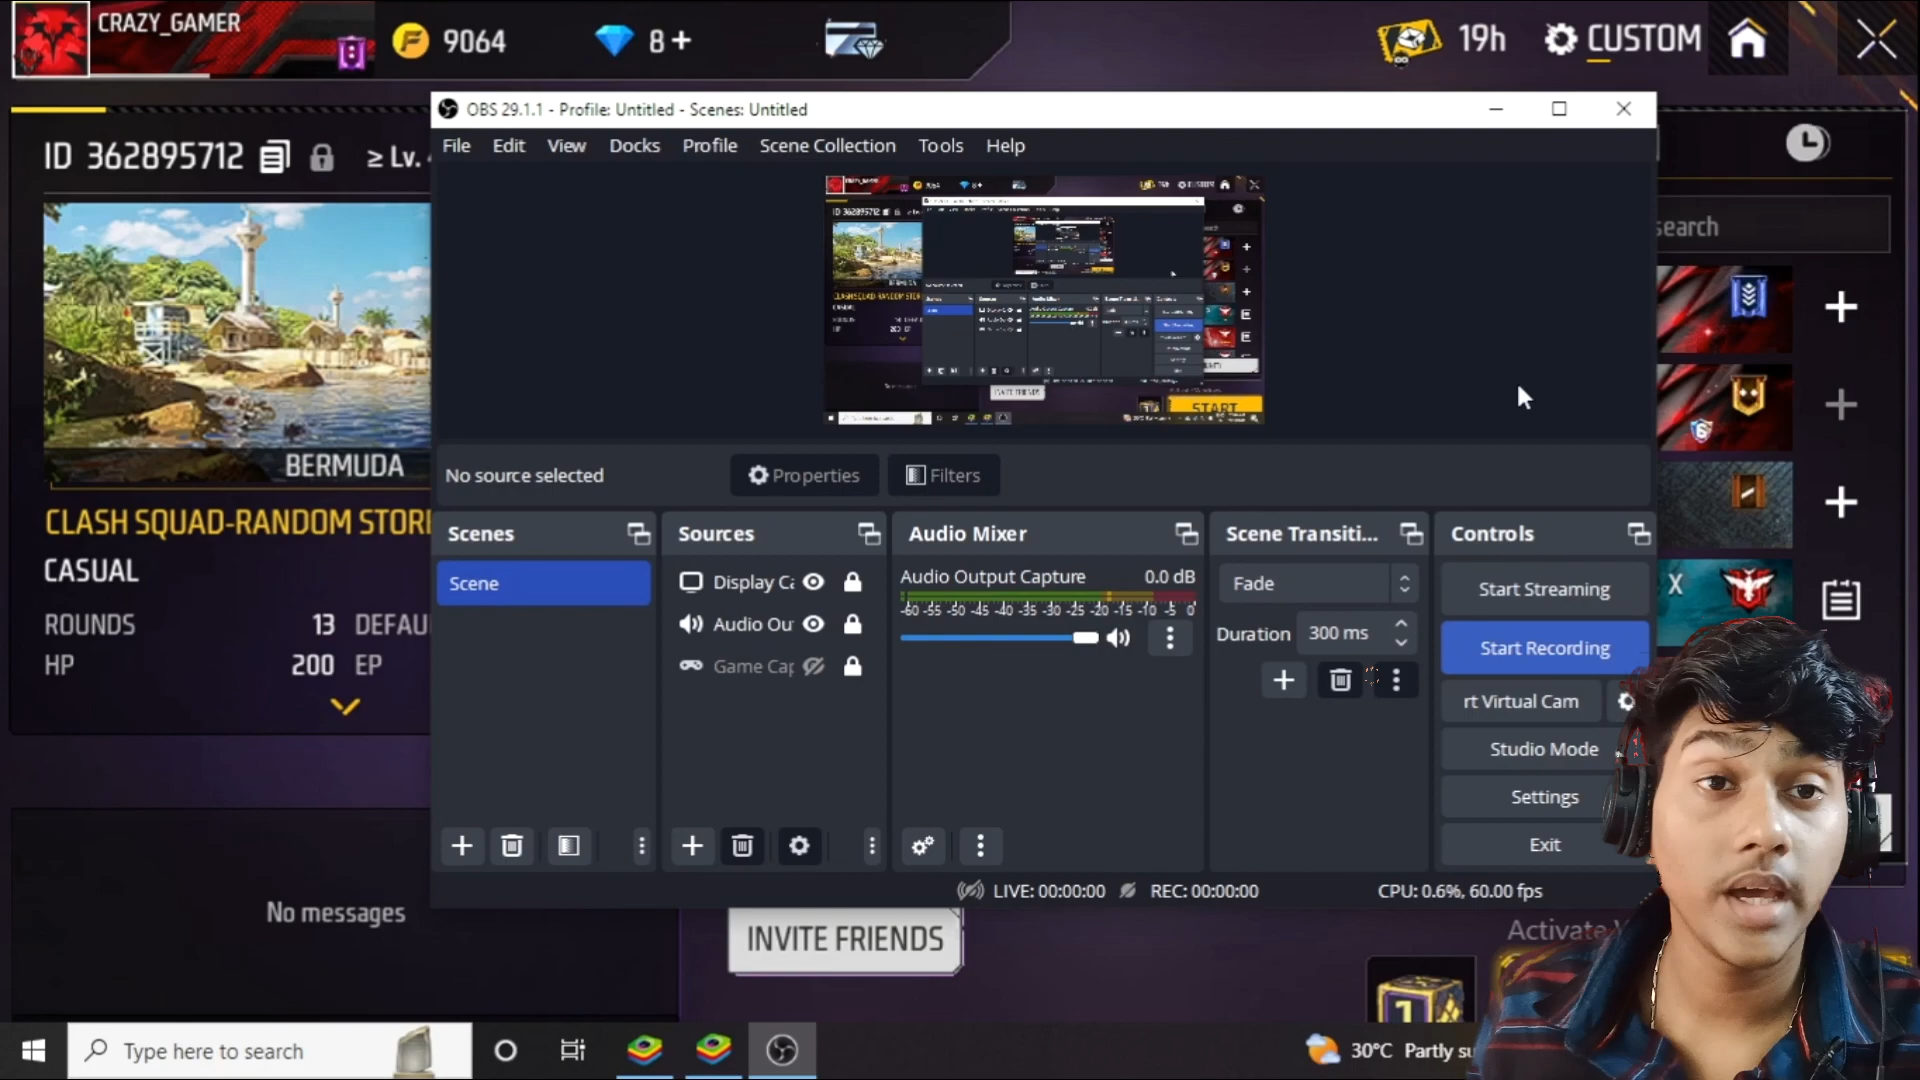 CRAZY_GAMER
9064
8 +
19h
CUSTOM
ID 362895712
≥ Lv.
OBS 29.1.1 - Profile: Untitled - Scenes: Untitled
File Edit View Docks Profile Scene Collection Tools Help
search
BERMUDA
CLASH SQUAD-RANDOM STORE
CASUAL
ROUNDS 13 DEFAU
HP 200 EP
No source selected
Properties
Filters
Scenes
Scene
Sources
Display Ca
Audio Ou
Game Cap
Audio Mixer
Audio Output Capture 0.0 dB
-60 -55 -50 -45 -40 -35 -30 -25 -20 -15 -10 -5 0
Scene Transiti...
Fade
Duration 300 ms
Controls
Start Streaming
Start Recording
rt Virtual Cam
Studio Mode
Settings
Exit
X
LIVE: 00:00:00
REC: 00:00:00
CPU: 0.6%, 60.00 fps
No messages
INVITE FRIENDS
Activate
1
Type here to search
30°C Partly su